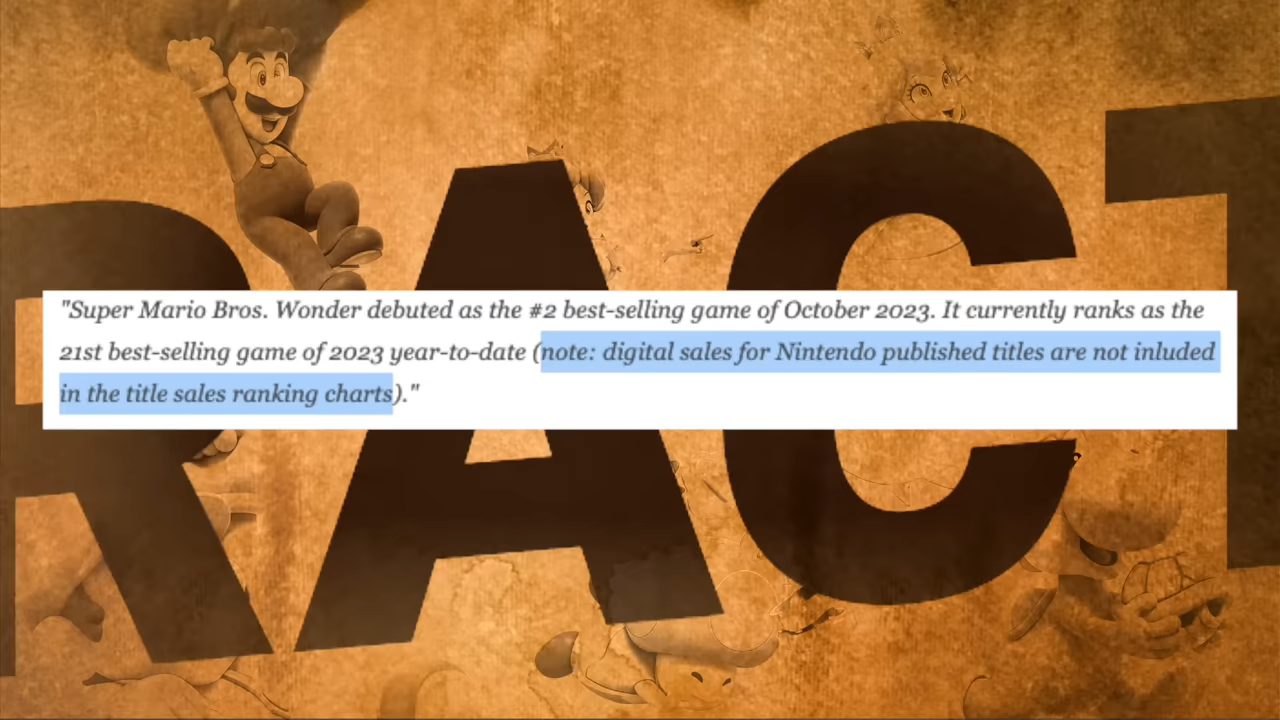 RACT
"Super Mario Bros. Wonder debuted as the #2 best-selling game of October 2023. It currently ranks as the
21st best-selling game of 2023 year-to-date (note: digital sales for Nintendo published titles are not inluded
in the title sales ranking charts)."